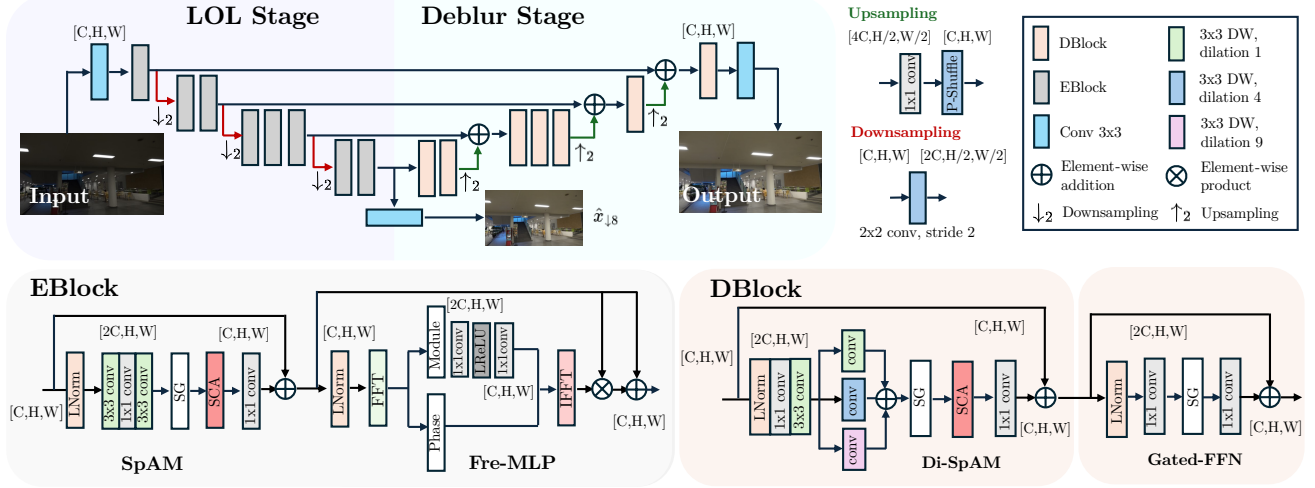 LOL Stage
Deblur Stage
[C,H,W]
[C,H,W]
↓2
↓2
↓2
↑2
↑2
↑2
Input
Output
x̂↓8
Upsampling
[4C,H/2,W/2]
[C,H,W]
1x1 conv
P-Shuffle
Downsampling
[C,H,W]
[2C,H/2,W/2]
2x2 conv, stride 2
DBlock
EBlock
Conv 3x3
Element-wise
addition
↓2 Downsampling
3x3 DW,
dilation 1
3x3 DW,
dilation 4
3x3 DW,
dilation 9
Element-wise
product
↑2 Upsampling
EBlock
[C,H,W]
LNorm
[2C,H,W]
3x3 conv
1x1 conv
3x3 conv
SG
SCA
[C,H,W]
1x1 conv
SpAM
[C,H,W]
LNorm
FFT
Module
[2C,H,W]
1x1conv
LReLU
1x1conv
[C,H,W]
Phase
IFFT
[C,H,W]
Fre-MLP
DBlock
[C,H,W]
[2C,H,W]
LNorm
1x1 conv
3x3 conv
conv
conv
conv
SG
SCA
[C,H,W]
1x1 conv
[C,H,W]
Di-SpAM
[2C,H,W]
LNorm
1x1 conv
SG
1x1 conv
[C,H,W]
Gated-FFN